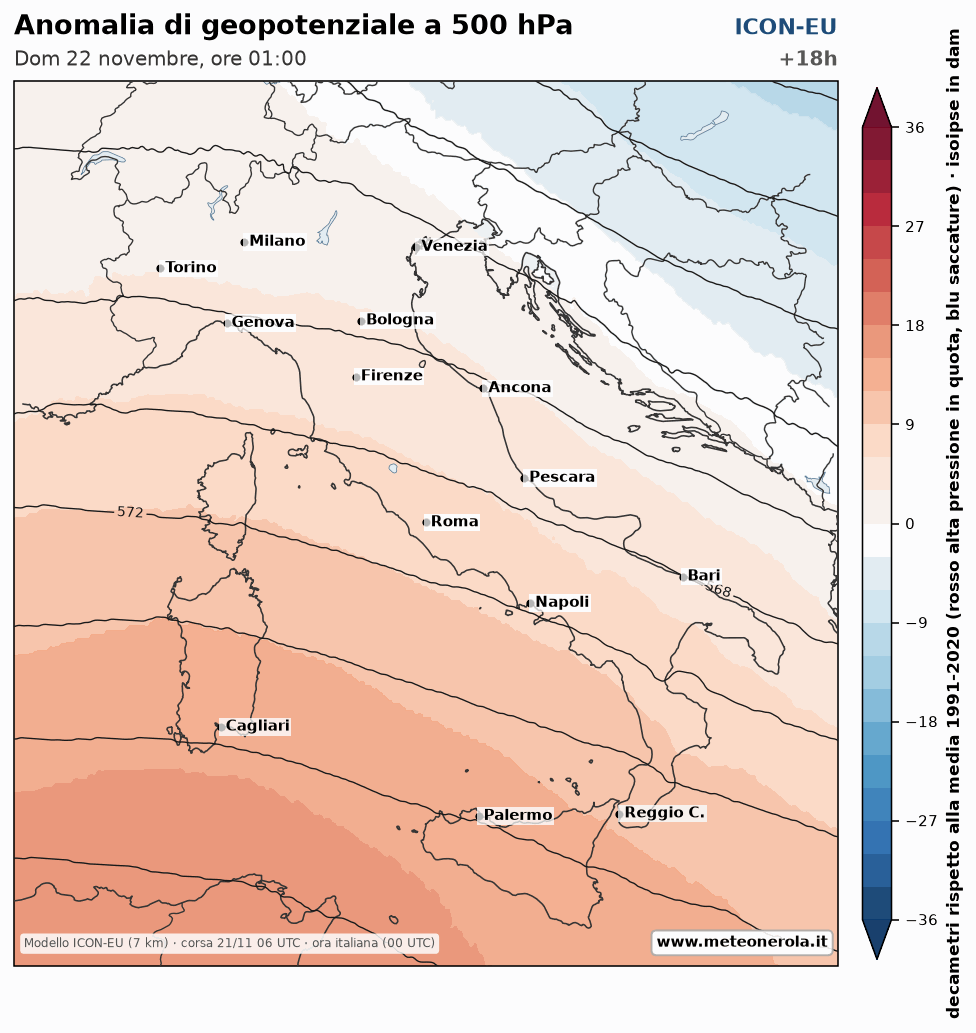 Anomalia di geopotenziale a 500 hPa
ICON-EU
Dom 22 novembre, ore 01:00
+18h
Milano
Venezia
Torino
Genova
Bologna
Firenze
Ancona
Pescara
572
Roma
Bari
568
Napoli
Cagliari
Palermo
Reggio C.
Modello ICON-EU (7 km) · corsa 21/11 06 UTC · ora italiana (00 UTC)
www.meteonerola.it
36
27
18
9
0
−9
−18
−27
−36
decametri rispetto alla media 1991-2020 (rosso alta pressione in quota, blu saccature) · isoipse in dam